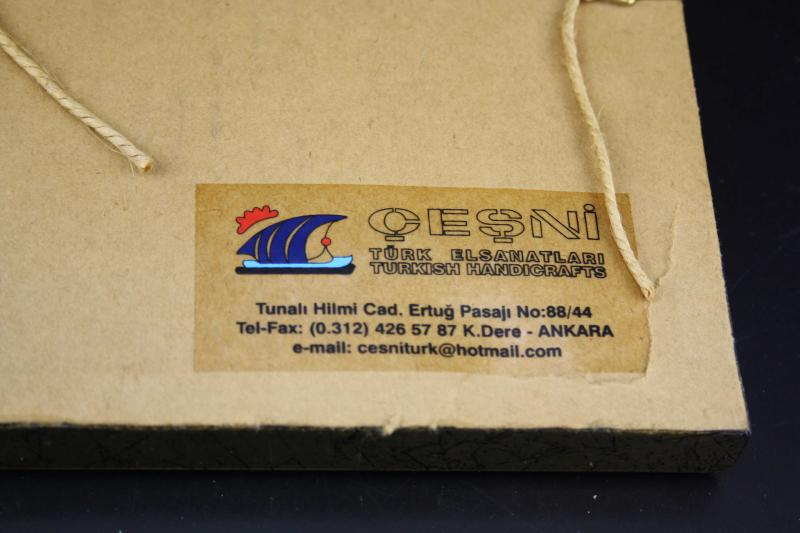 ÇEŞNİ
TÜRK ELSANATLARI
TURKISH HANDICRAFTS
Tunalı Hilmi Cad. Ertuğ Pasajı No:88/44
Tel-Fax: (0.312) 426 57 87 K.Dere - ANKARA
e-mail: cesniturk@hotmail.com